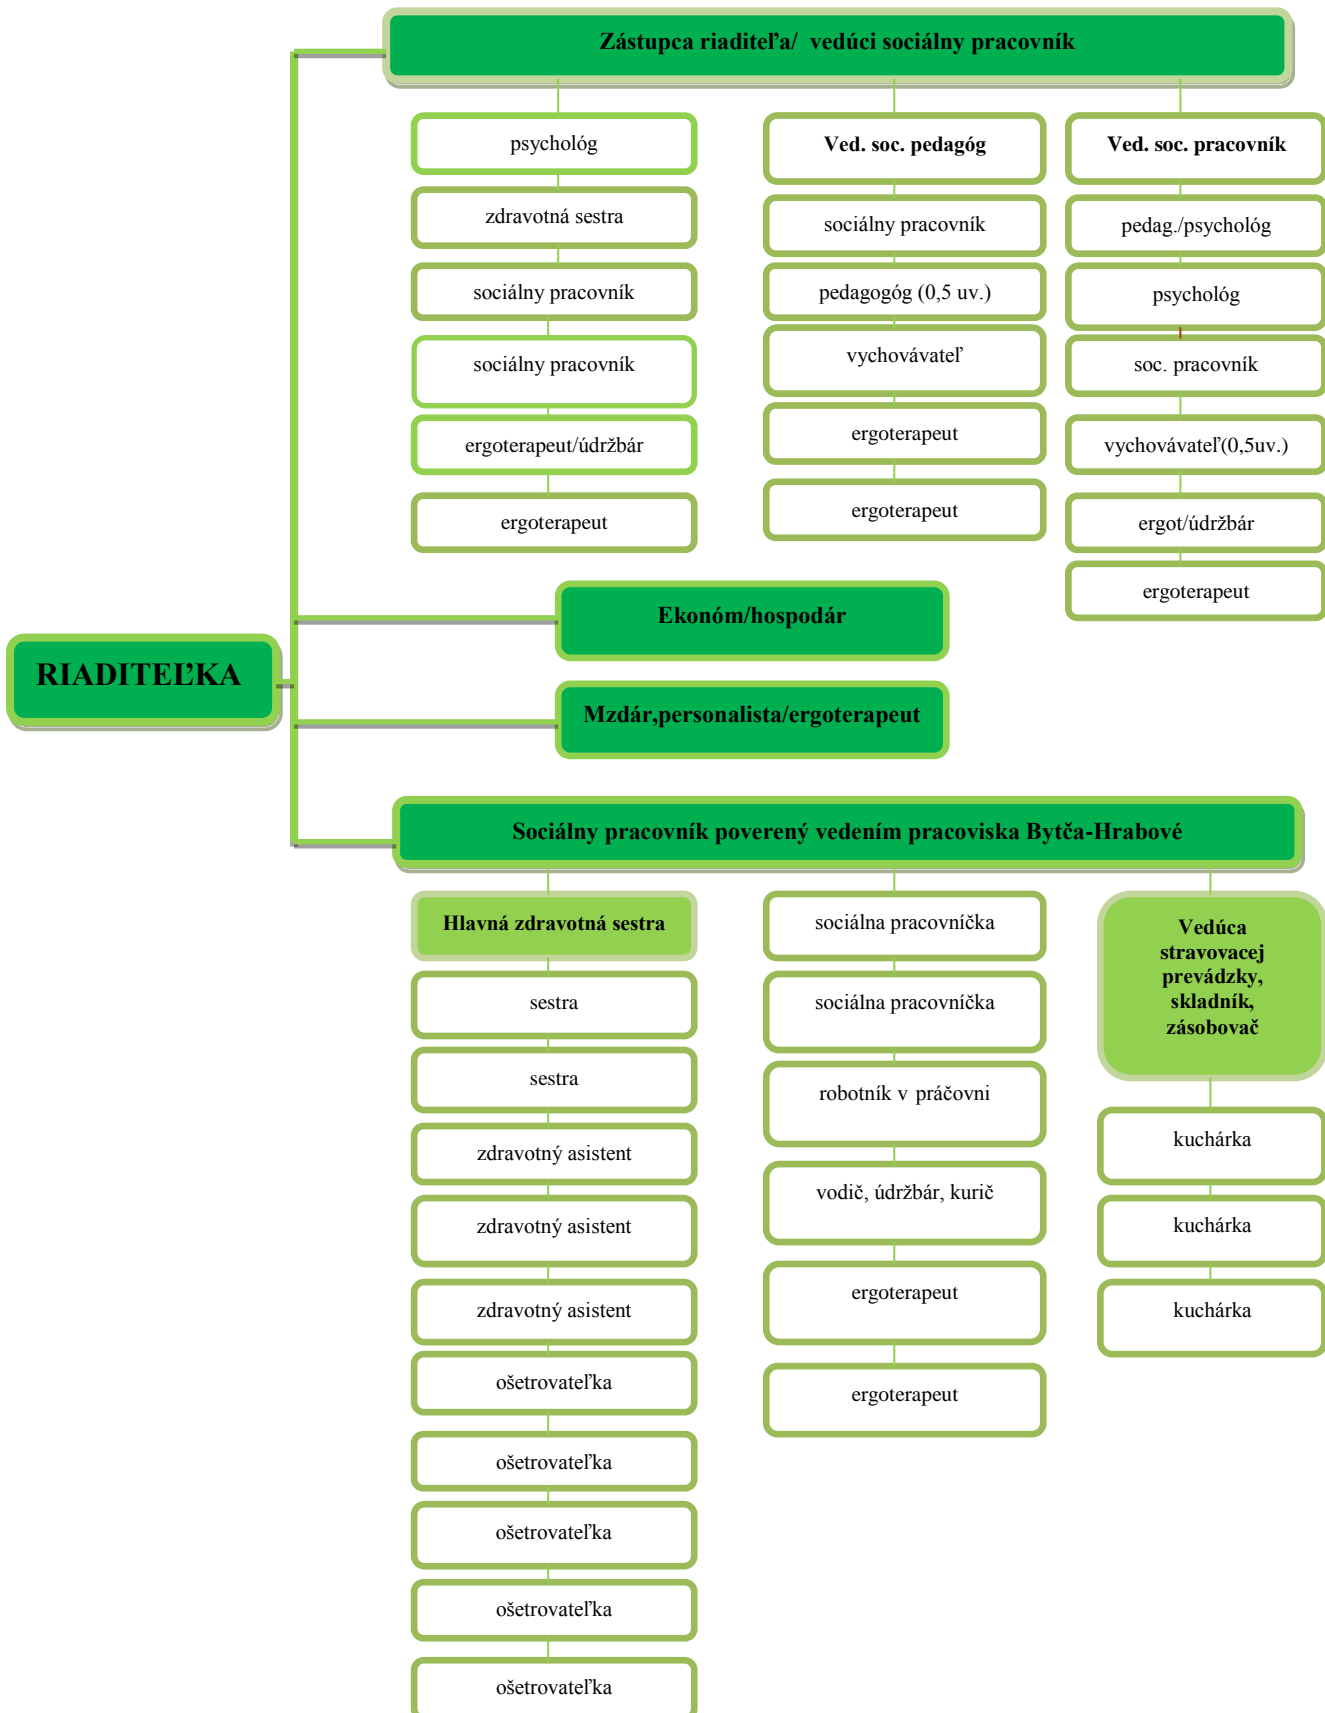 Zástupca riaditeľa/ vedúci sociálny pracovník
psychológ
zdravotná sestra
sociálny pracovník
sociálny pracovník
ergoterapeut/údržbár
ergoterapeut
Ved. soc. pedagóg
sociálny pracovník
pedagogóg (0,5 uv.)
vychovávateľ
ergoterapeut
ergoterapeut
Ved. soc. pracovník
pedag./psychológ
psychológ
soc. pracovník
vychovávateľ(0,5uv.)
ergot/údržbár
ergoterapeut
Ekonóm/hospodár
RIADITEĽKA
Mzdár,personalista/ergoterapeut
Sociálny pracovník poverený vedením pracoviska Bytča-Hrabové
Hlavná zdravotná sestra
sestra
sestra
zdravotný asistent
zdravotný asistent
zdravotný asistent
ošetrovateľka
ošetrovateľka
ošetrovateľka
ošetrovateľka
ošetrovateľka
sociálna pracovníčka
sociálna pracovníčka
robotník v práčovni
vodič, údržbár, kurič
ergoterapeut
ergoterapeut
Vedúca
stravovacej
prevádzky,
skladník,
zásobovač
kuchárka
kuchárka
kuchárka